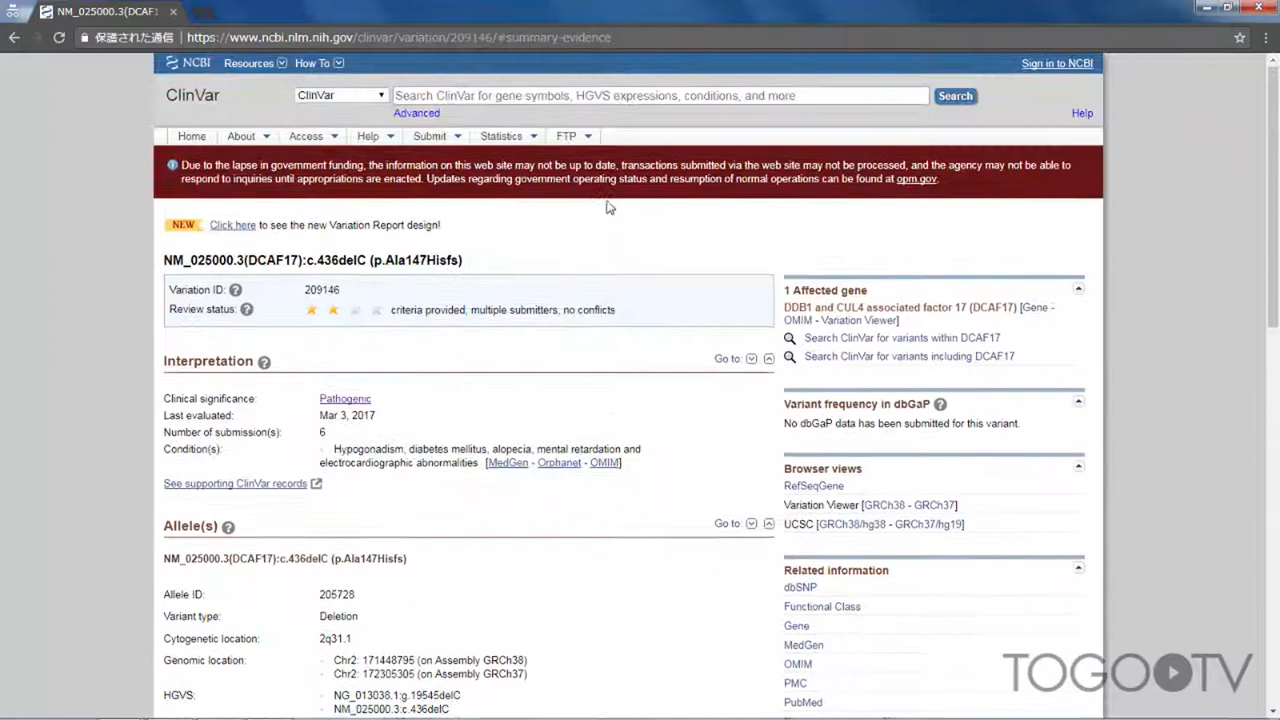 NM_025000.3(DCAF1
保護された通信 https://www.ncbi.nlm.nih.gov/clinvar/variation/209146/#summary-evidence
NCBI Resources How To Sign in to NCBI
ClinVar ClinVar Search ClinVar for gene symbols, HGVS expressions, conditions, and more Search
Advanced Help
Home About Access Help Submit Statistics FTP
Due to the lapse in government funding, the information on this web site may not be up to date, transactions submitted via the web site may not be processed, and the agency may not be able to
respond to inquiries until appropriations are enacted. Updates regarding government operating status and resumption of normal operations can be found at opm.gov.
NEW Click here to see the new Variation Report design!
NM_025000.3(DCAF17):c.436delC (p.Ala147Hisfs)
Variation ID: 209146
Review status: criteria provided, multiple submitters, no conflicts
Interpretation Go to:
Clinical significance: Pathogenic
Last evaluated: Mar 3, 2017
Number of submission(s): 6
Condition(s): Hypogonadism, diabetes mellitus, alopecia, mental retardation and
electrocardiographic abnormalities [MedGen - Orphanet - OMIM]
See supporting ClinVar records
Allele(s) Go to
NM_025000.3(DCAF17):c.436delC (p.Ala147Hisfs)
Allele ID: 205728
Variant type: Deletion
Cytogenetic location: 2q31.1
Genomic location: Chr2: 171448795 (on Assembly GRCh38)
Chr2: 172305305 (on Assembly GRCh37)
HGVS: NG_013038.1:g.19545delC
NM_025000.3:c.436delC
1 Affected gene
DDB1 and CUL4 associated factor 17 (DCAF17) [Gene -
OMIM - Variation Viewer]
Search ClinVar for variants within DCAF17
Search ClinVar for variants including DCAF17
Variant frequency in dbGaP
No dbGaP data has been submitted for this variant.
Browser views
RefSeqGene
Variation Viewer [GRCh38 - GRCh37]
UCSC [GRCh38/hg38 - GRCh37/hg19]
Related information
dbSNP
Functional Class
Gene
MedGen
OMIM
PMC
PubMed
TOGOTV